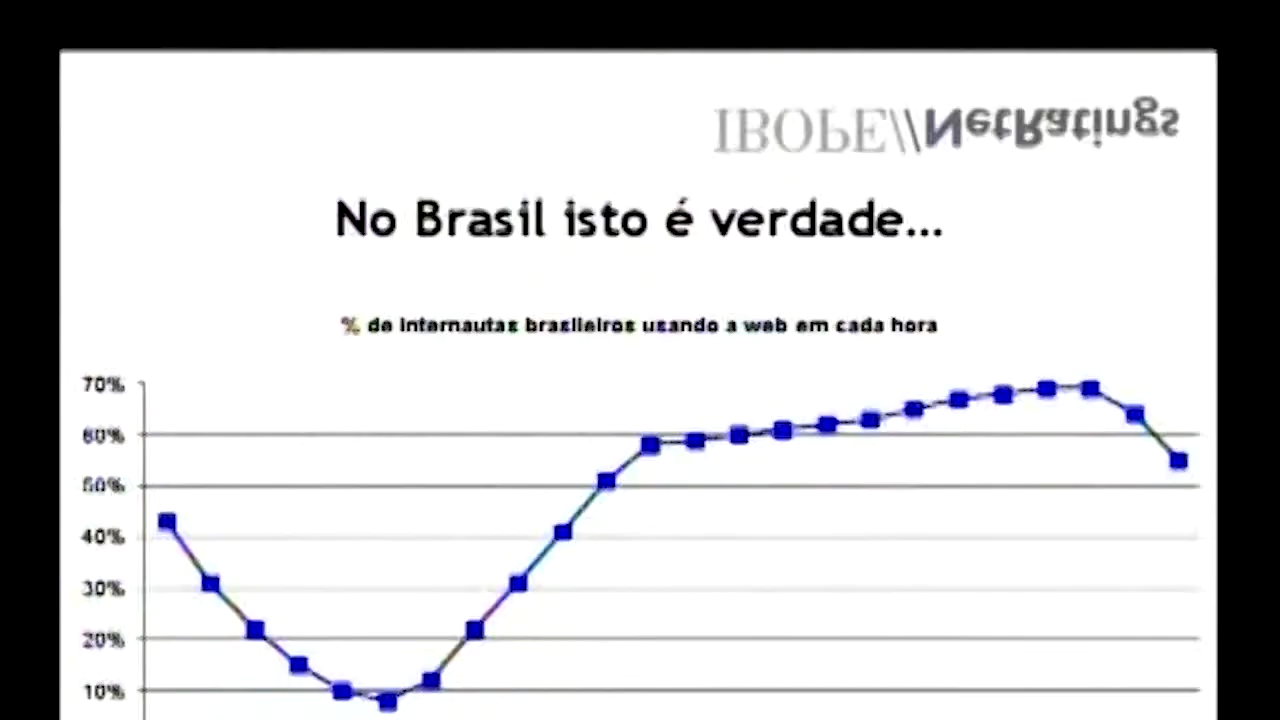 IBOPE\\NetRatings
No Brasil isto é verdade...
% de internautas brasileiros usando a web em cada hora
70%
60%
50%
40%
30%
20%
10%